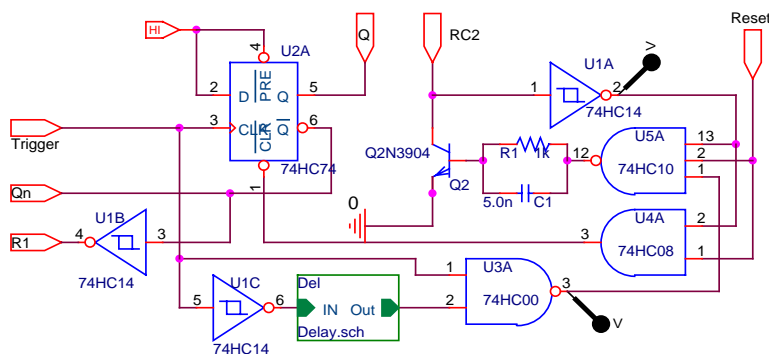 Reset
HI
U2A
Q
RC2
4
V
U1A
2
D
PRE
Q
5
1
2
74HC14
3
CLK
Q
6
CLR
Trigger
U5A
13
R1
1k
12
2
Q2N3904
74HC10
1
1
74HC74
Q2
Qn
5.0n
C1
0
U4A
2
U1B
3
R1
4
3
74HC08
1
74HC14
U3A
U1C
Del
1
74HC00
3
5
6
IN
Out
2
Delay.sch
V
74HC14